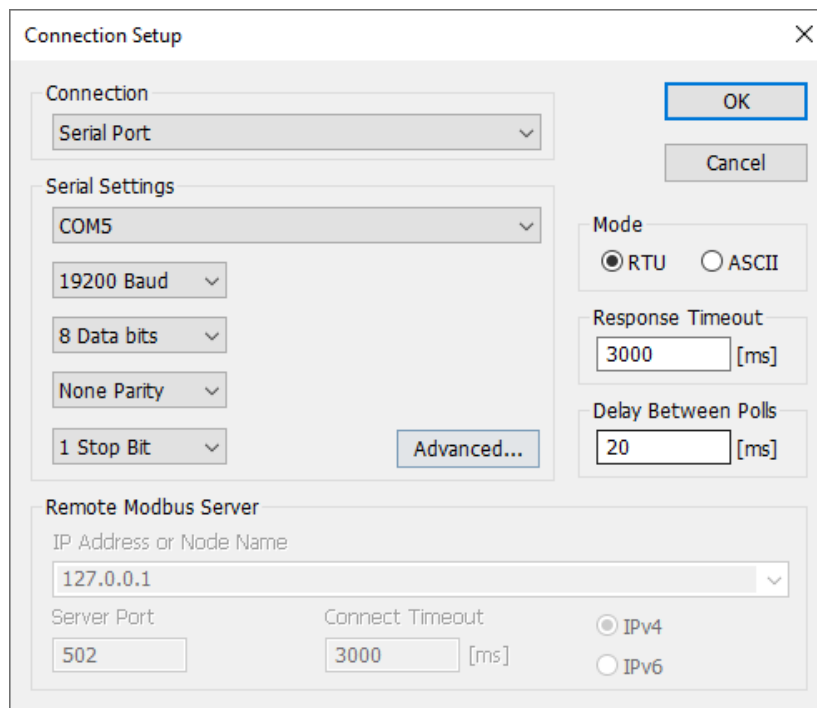 Connection Setup
Connection
Serial Port
OK
Cancel
Serial Settings
COM5
19200 Baud
8 Data bits
None Parity
1 Stop Bit
Advanced...
Mode
RTU
ASCII
Response Timeout
3000 [ms]
Delay Between Polls
20 [ms]
Remote Modbus Server
IP Address or Node Name
127.0.0.1
Server Port
Connect Timeout
502
3000 [ms]
IPv4
IPv6